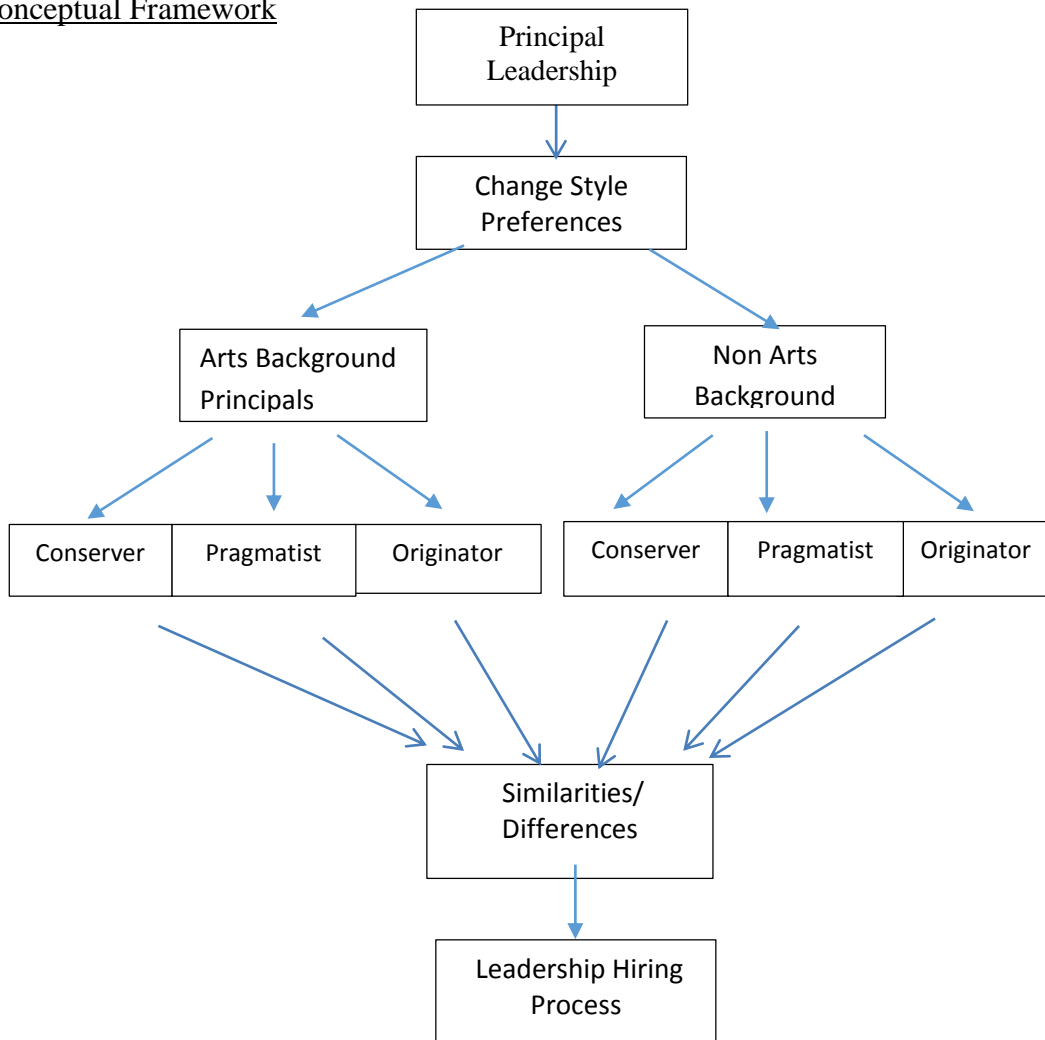 onceptual Framework
Principal
Leadership
Change Style
Preferences
Arts Background
Principals
Non Arts
Background
Conserver
Pragmatist
Originator
Conserver
Pragmatist
Originator
Similarities/
Differences
Leadership Hiring
Process